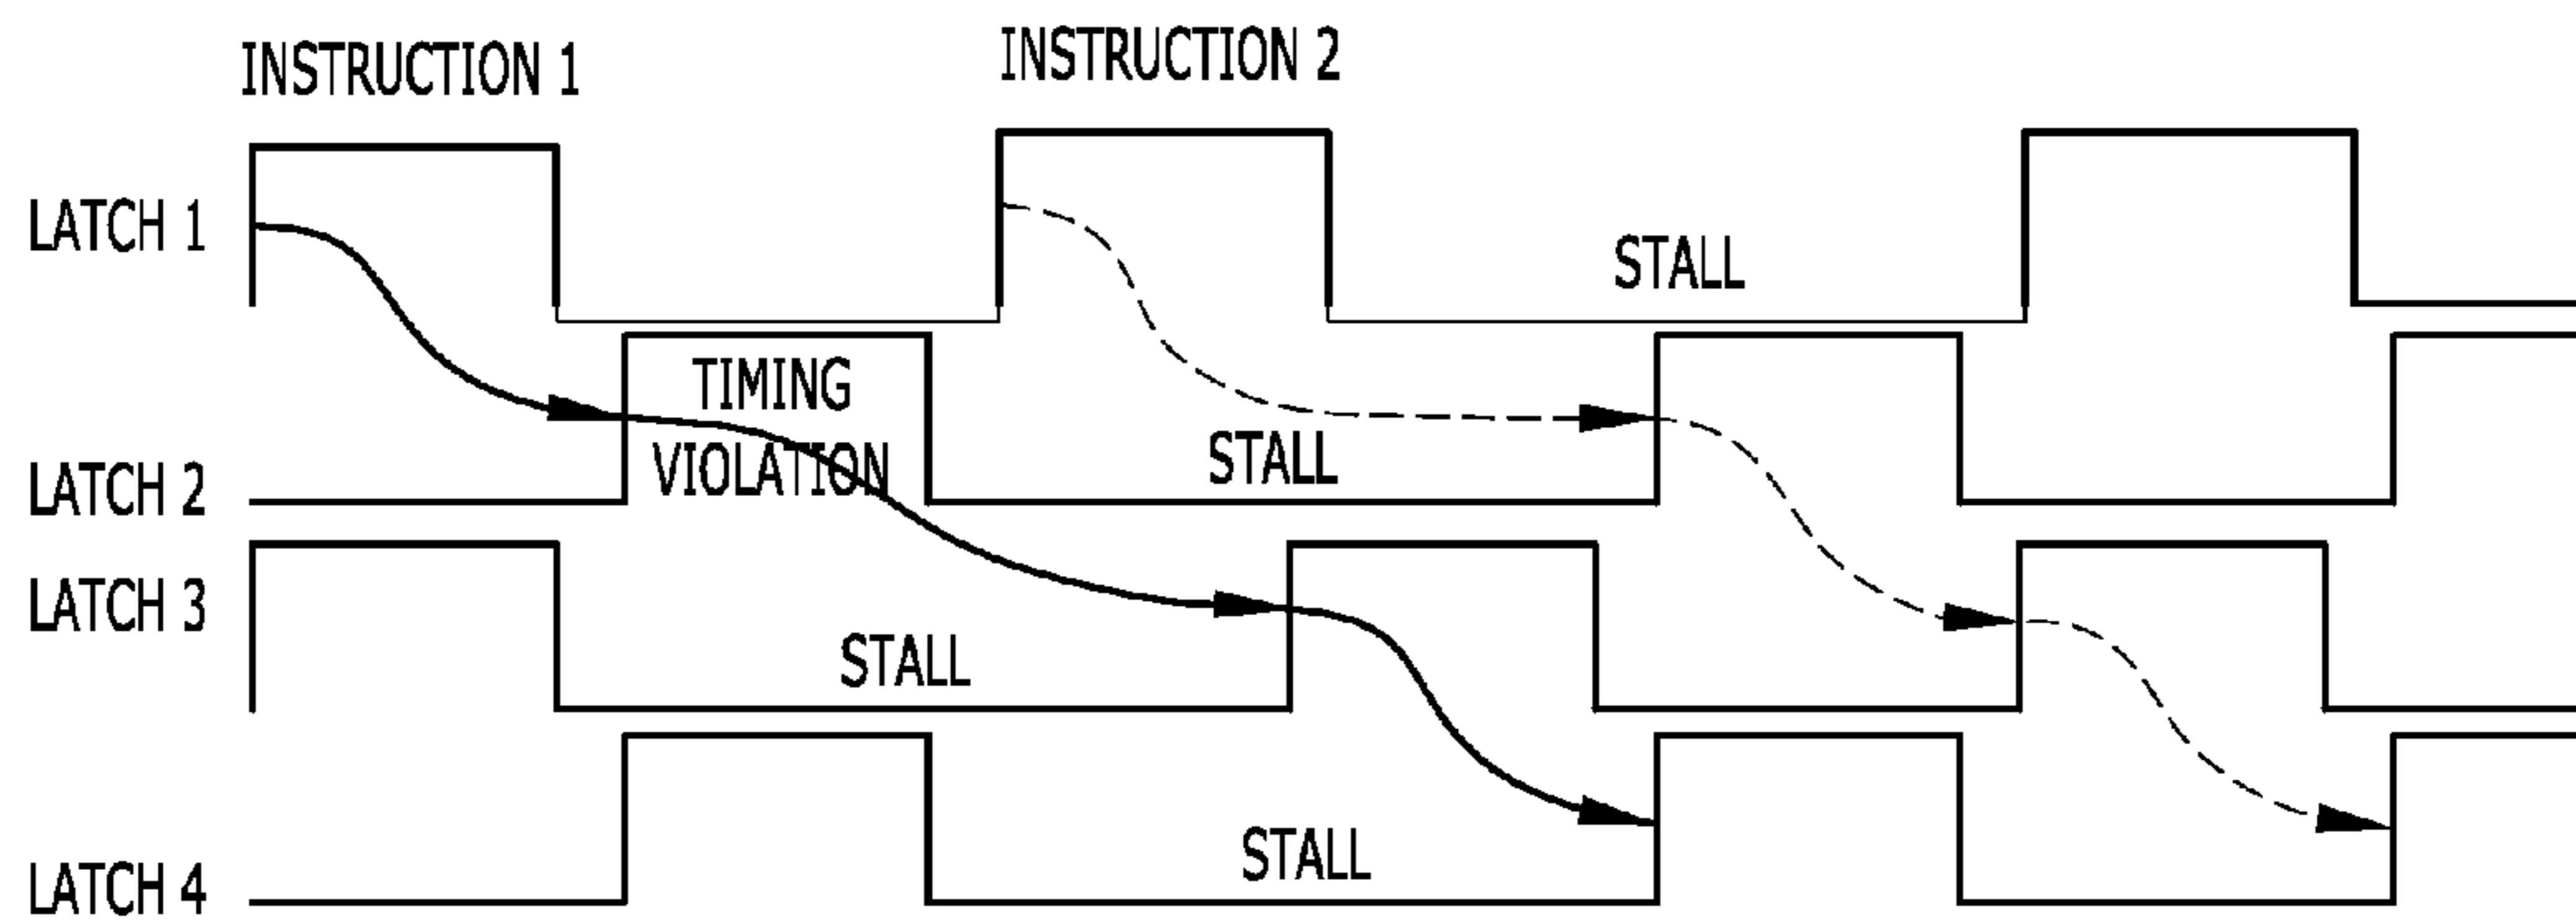 INSTRUCTION 1
INSTRUCTION 2
LATCH 1
STALL
TIMING
VIOLATION
STALL
LATCH 2
LATCH 3
STALL
STALL
LATCH 4